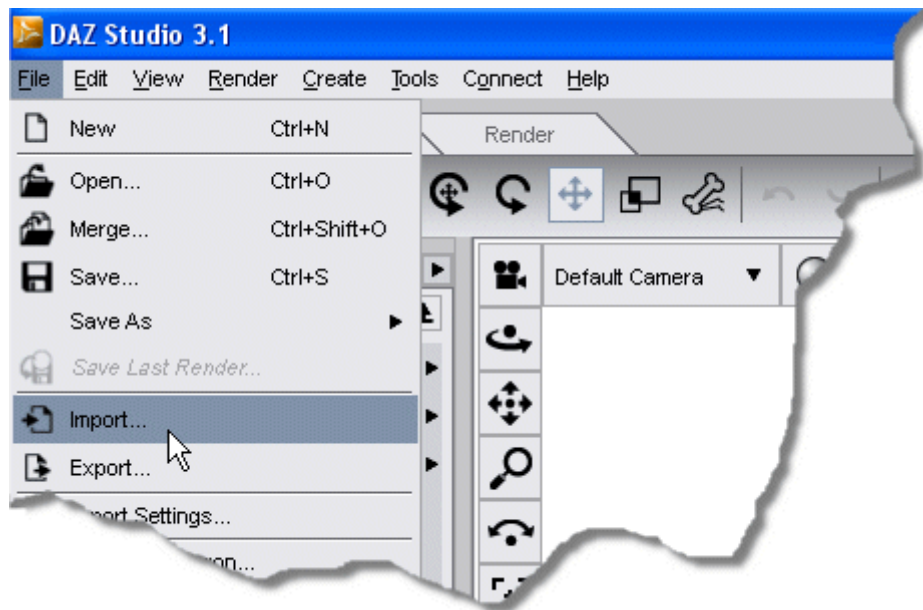 DAZ Studio 3.1
File Edit View Render Create Tools Connect Help
Render
New Ctrl+N
Open... Ctrl+O
Merge... Ctrl+Shift+O
Save... Ctrl+S
Save As
Save Last Render...
Import...
Export...
Settings...
Default Camera